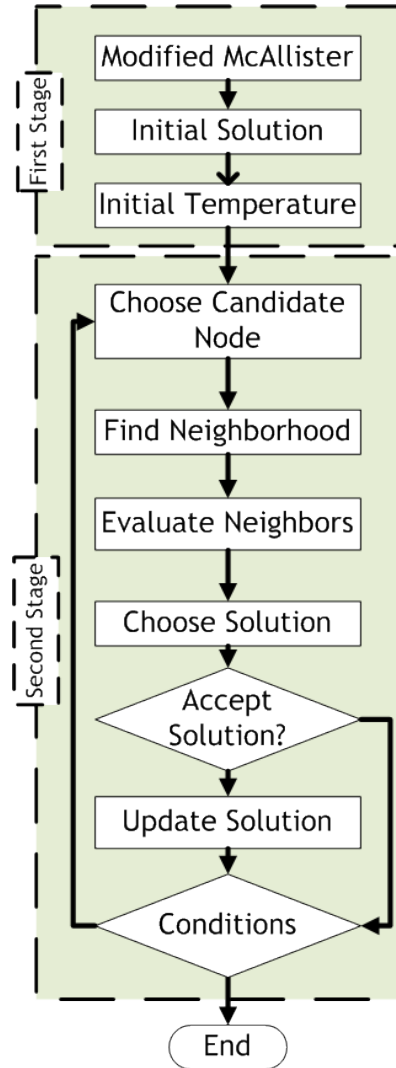 First Stage
Modified McAllister
Initial Solution
Initial Temperature
Second Stage
Choose Candidate
Node
Find Neighborhood
Evaluate Neighbors
Choose Solution
Accept
Solution?
Update Solution
Conditions
End